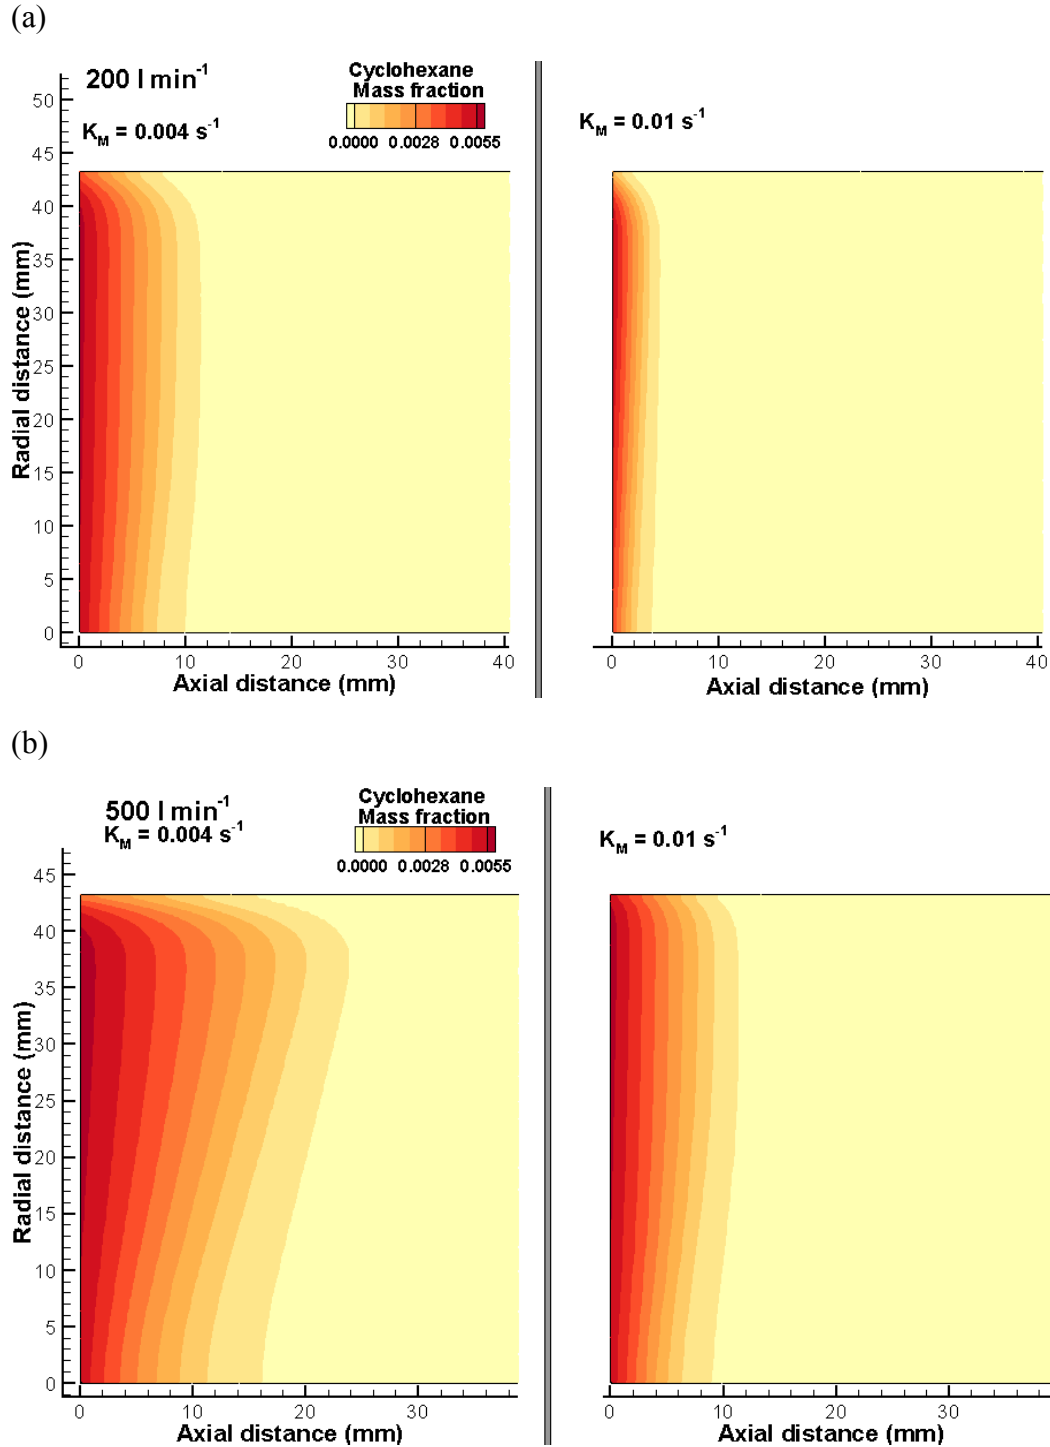 (a)
200 l min-1
KM = 0.004 s-1
Cyclohexane
Mass fraction
0.0000 0.0028 0.0055
KM = 0.01 s-1
50
45
40
35
30
25
20
15
10
5
0
Radial distance (mm)
0 10 20 30 40
Axial distance (mm)
0 10 20 30 40
Axial distance (mm)
(b)
500 l min-1
KM = 0.004 s-1
Cyclohexane
Mass fraction
0.0000 0.0028 0.0055
KM = 0.01 s-1
45
40
35
30
25
20
15
10
5
0
Radial distance (mm)
0 10 20 30
Axial distance (mm)
0 10 20 30
Axial distance (mm)